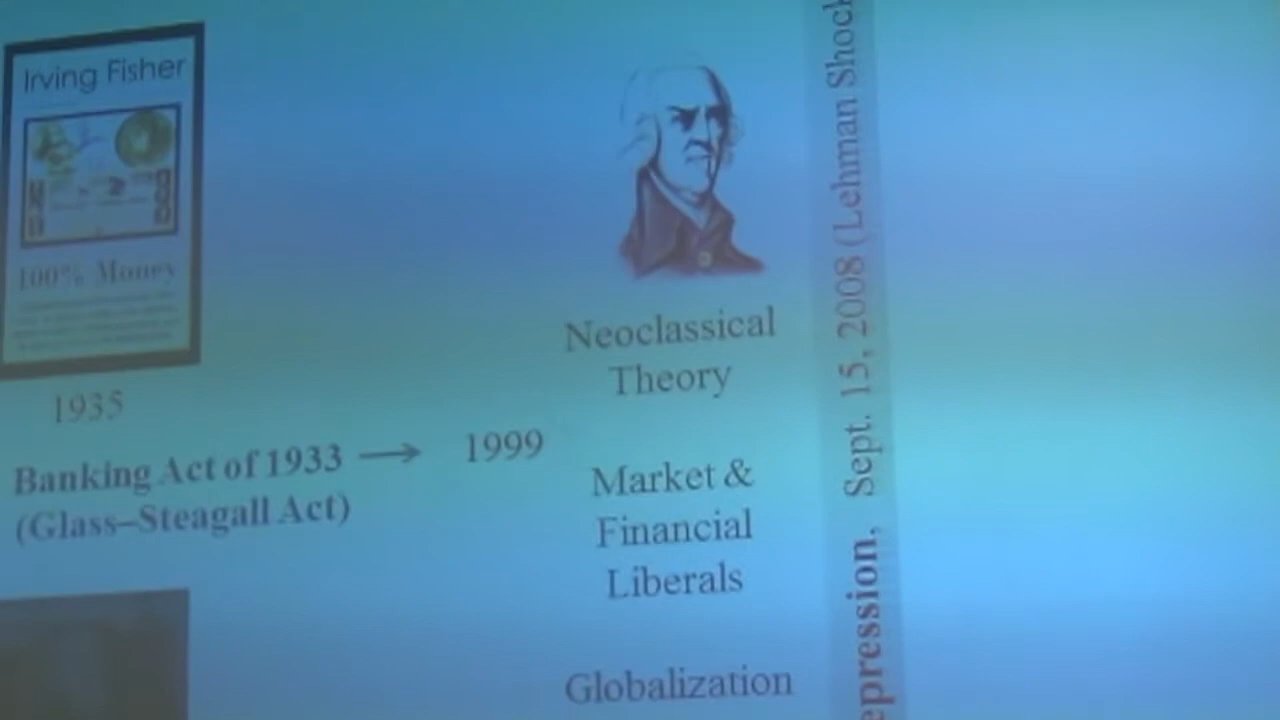 Irving Fisher
100% Money
1935
Banking Act of 1933 → 1999
(Glass–Steagall Act)
Neoclassical
Theory
Market &
Financial
Liberals
Globalization
epression, Sept. 15, 2008 (Lehman Shock